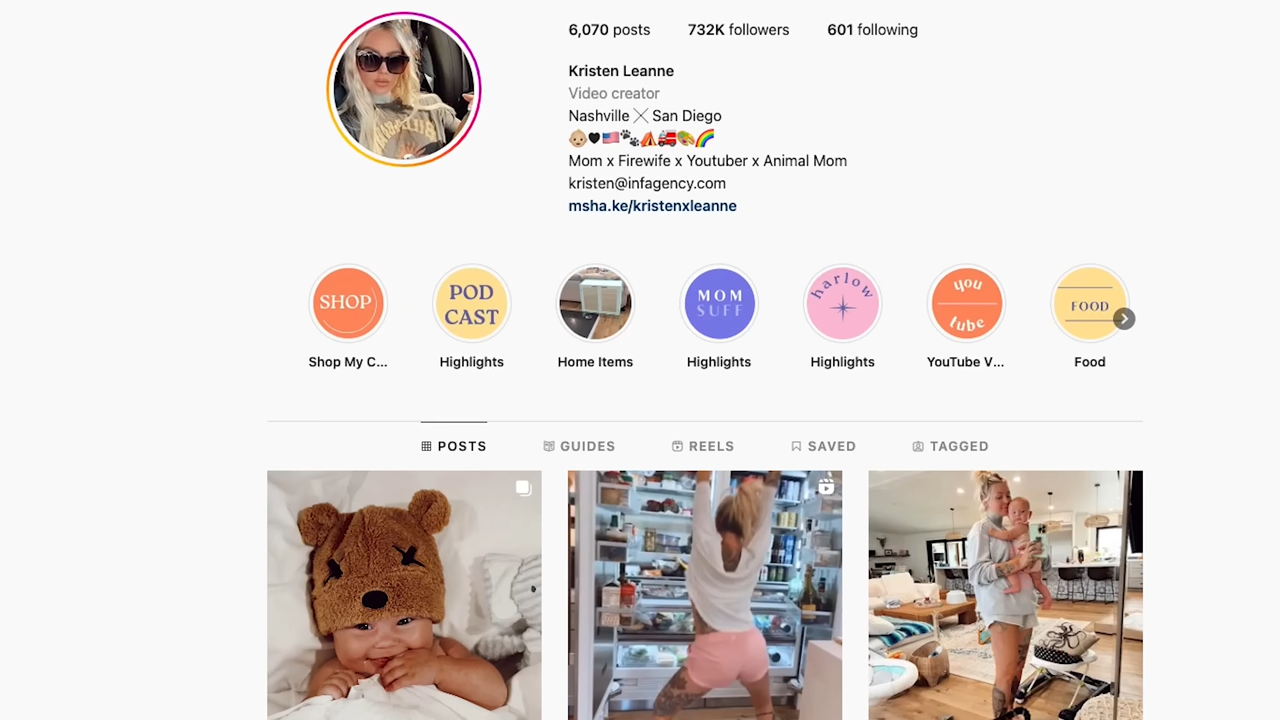 6,070 posts 732K followers 601 following
Kristen Leanne
Video creator
Nashville ⤫ San Diego
👶🏼🖤🇺🇸🐾⛺🚒🎨🌈
Mom x Firewife x Youtuber x Animal Mom
kristen@infagency.com
msha.ke/kristenxleanne
SHOP
POD
CAST
MOM
SUFF
harlow
you
tube
FOOD
Shop My C...
Highlights
Home Items
Highlights
Highlights
YouTube V...
Food
POSTS GUIDES REELS SAVED TAGGED